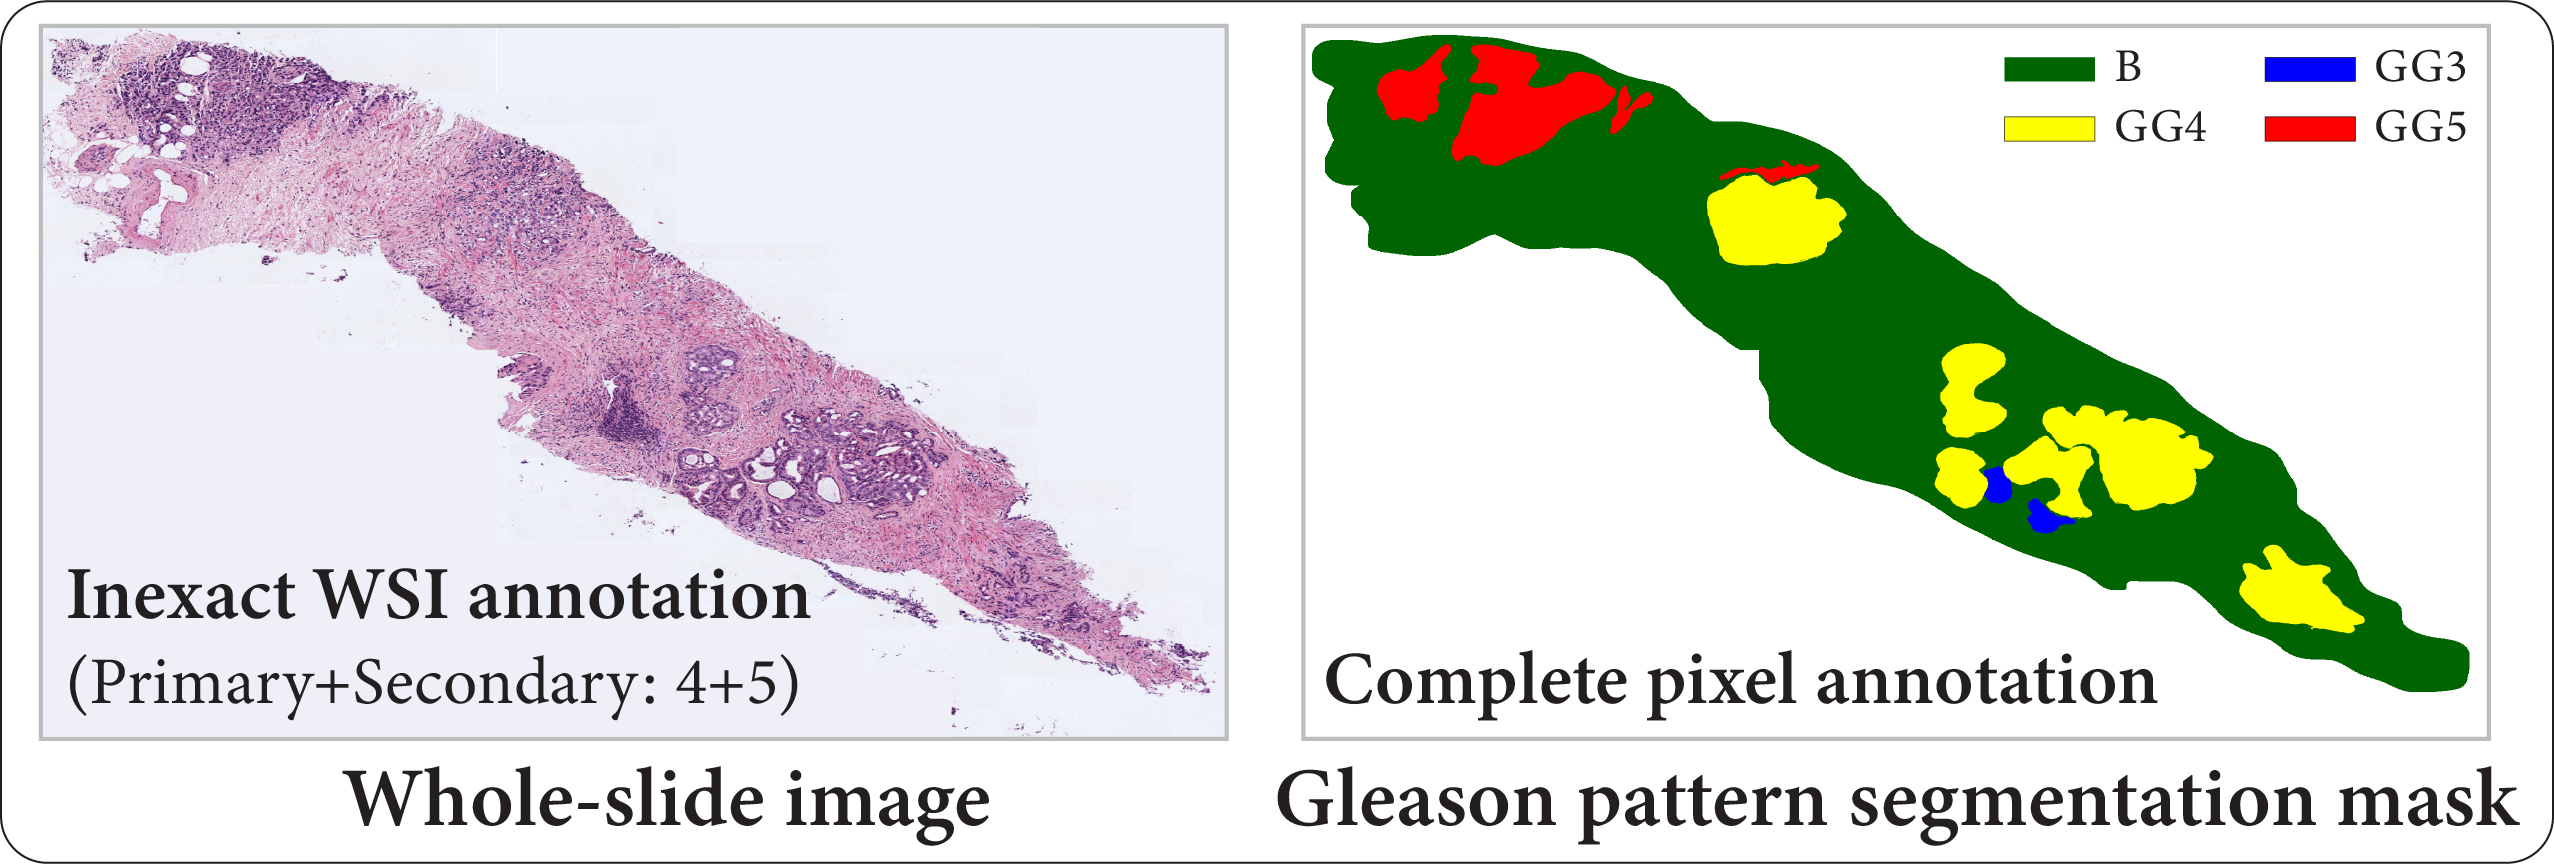 B
GG3
GG4
GG5
Inexact WSI annotation
(Primary+Secondary: 4+5)
Complete pixel annotation
Whole-slide image
Gleason pattern segmentation mask